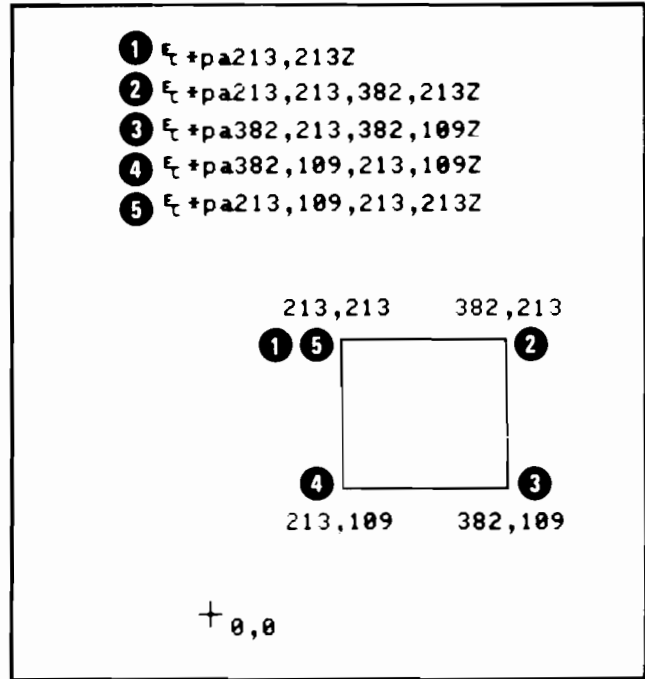 1 ␛*pa213,213Z
2 ␛*pa213,213,382,213Z
3 ␛*pa382,213,382,109Z
4 ␛*pa382,109,213,109Z
5 ␛*pa213,109,213,213Z
213,213 382,213
1 5 2
4 3
213,109 382,109
0,0